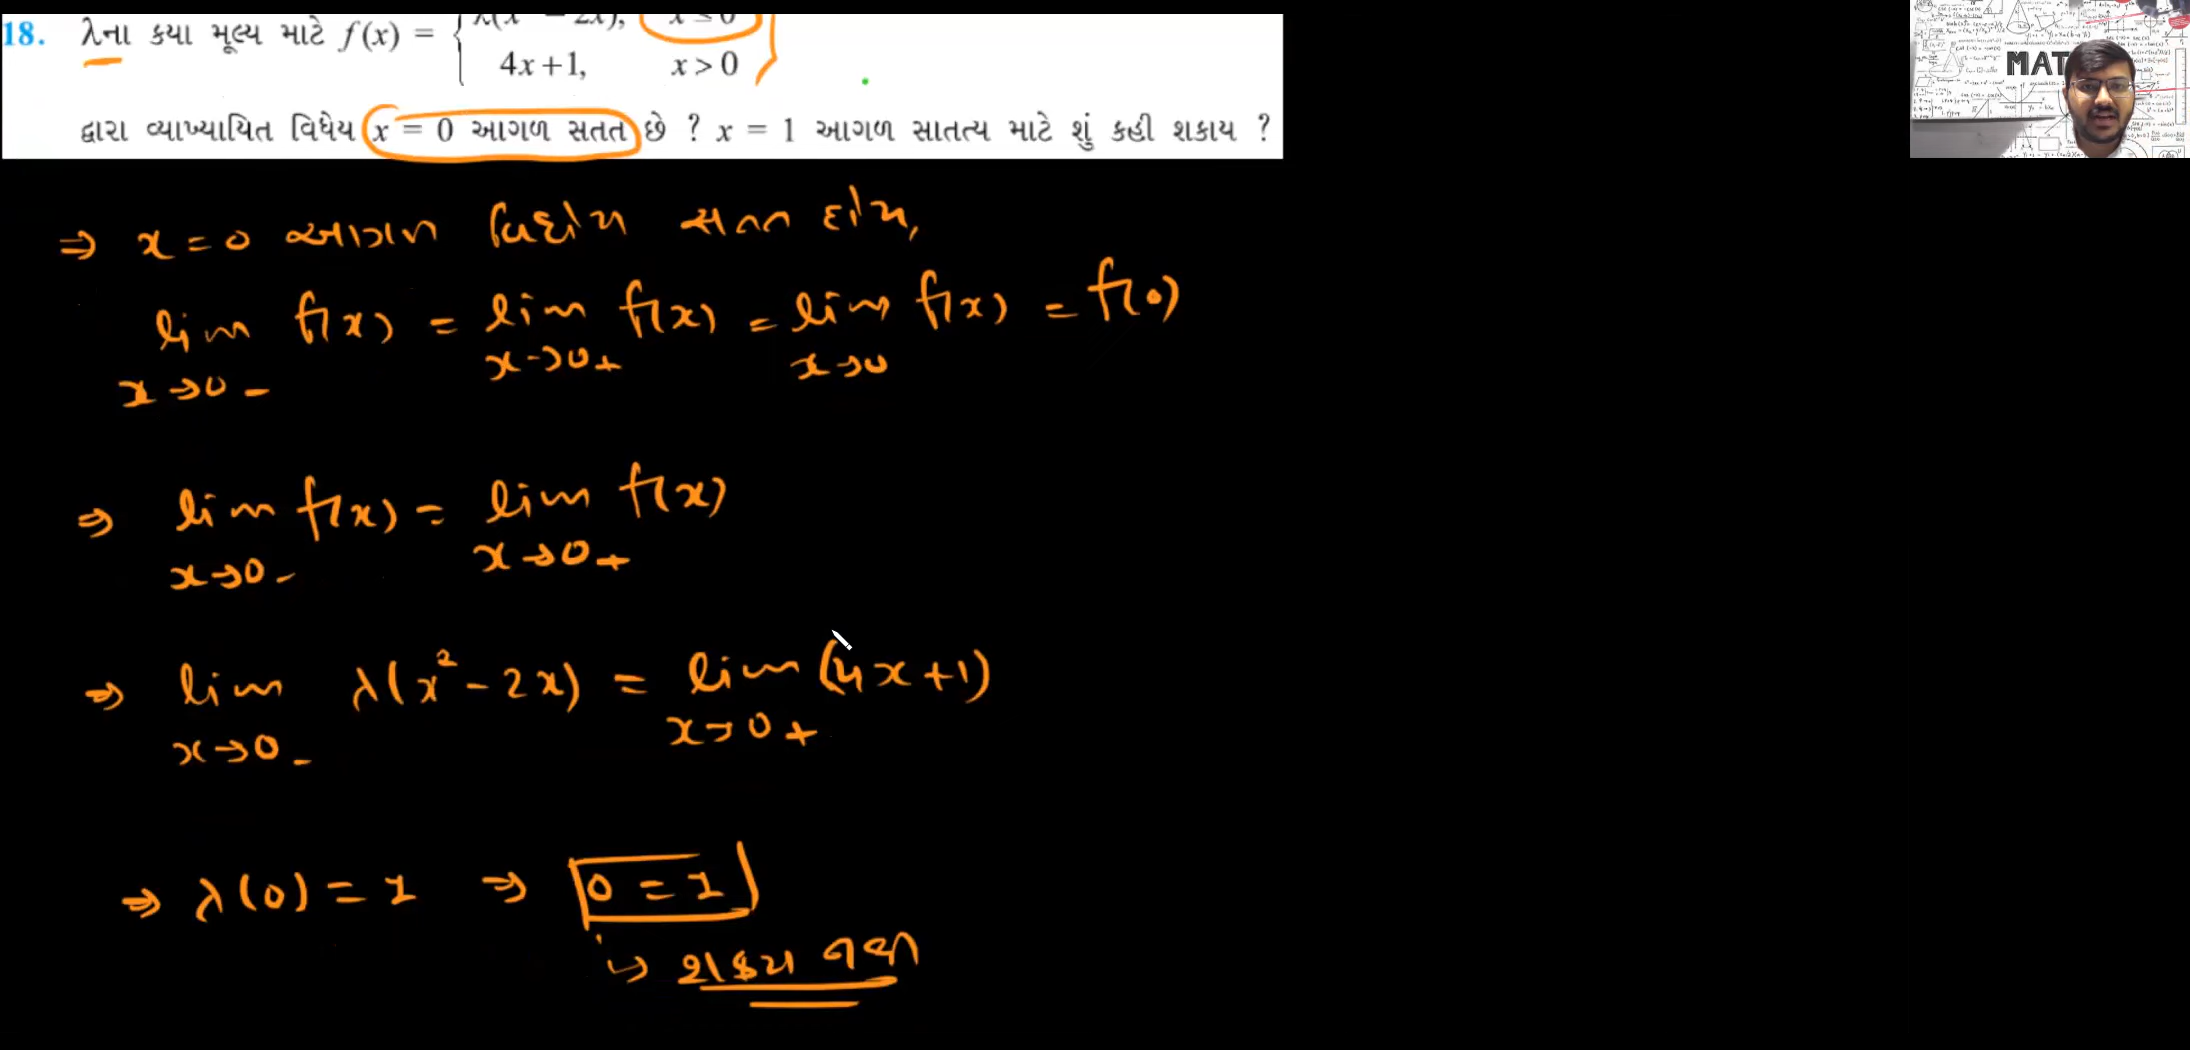 18. λના કયા મૂલ્ય માટે f(x) = { λ(x − 2x), x ≤ 0
4x+1, x > 0
દ્વારા વ્યાખ્યાયિત વિધેય x = 0 આગળ સતત છે ? x = 1 આગળ સાતત્ય માટે શું કહી શકાય ?
MAT
⇒ x = 0 આગળ વિધેય સતત હોય,
lim x→0− f(x) = lim x→0+ f(x) = lim x→0 f(x) = f(0)
⇒ lim x→0− f(x) = lim x→0+ f(x)
⇒ lim x→0− λ(x² − 2x) = lim x→0+ (4x+1)
⇒ λ(0) = 1 ⇒ 0 = 1
↳ શક્ય નથી